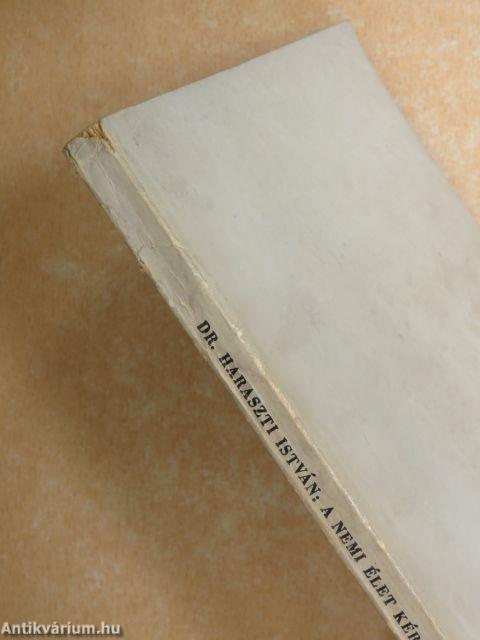 DR. HARASZTI ISTVÁN: A NEMI ÉLET KÉR
Antikvárium.hu